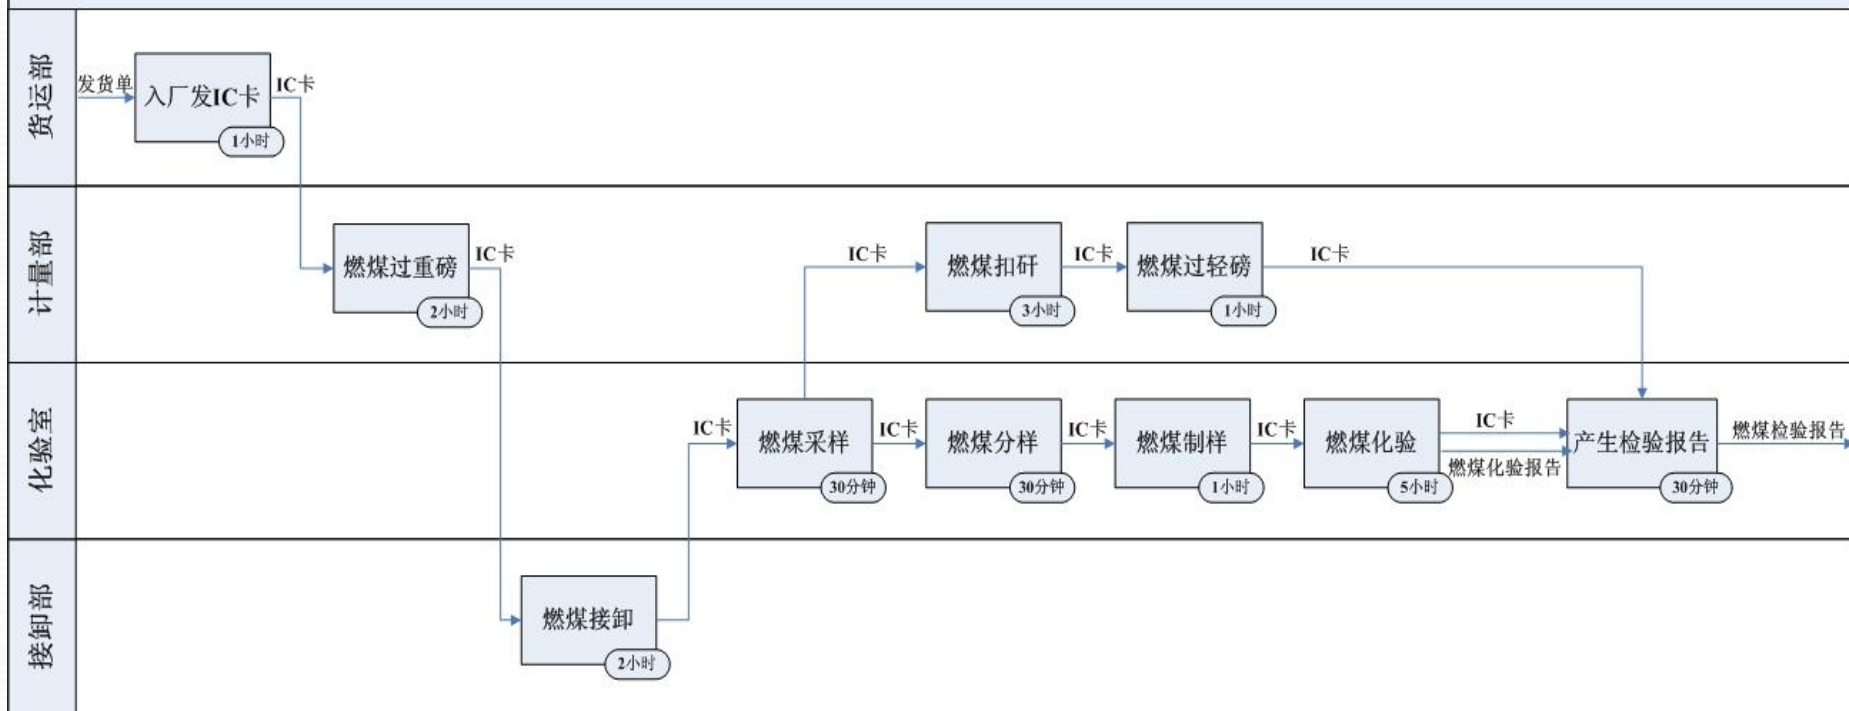 货运部
发货单
入厂发IC卡
1小时
IC卡
计量部
燃煤过重磅
2小时
IC卡
IC卡
燃煤扣矸
3小时
IC卡
燃煤过轻磅
1小时
IC卡
化验室
IC卡
燃煤采样
30分钟
IC卡
燃煤分样
30分钟
IC卡
燃煤制样
1小时
IC卡
燃煤化验
5小时
IC卡
燃煤化验报告
产生检验报告
30分钟
燃煤检验报告
接卸部
燃煤接卸
2小时